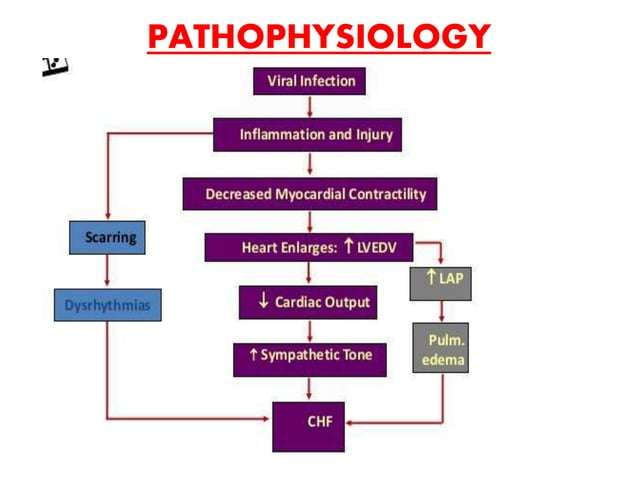 PATHOPHYSIOLOGY
Viral Infection
Inflammation and Injury
Decreased Myocardial Contractility
Scarring
Heart Enlarges: ↑ LVEDV
↑ LAP
Dysrhythmias
↓ Cardiac Output
Pulm.
edema
↑ Sympathetic Tone
CHF